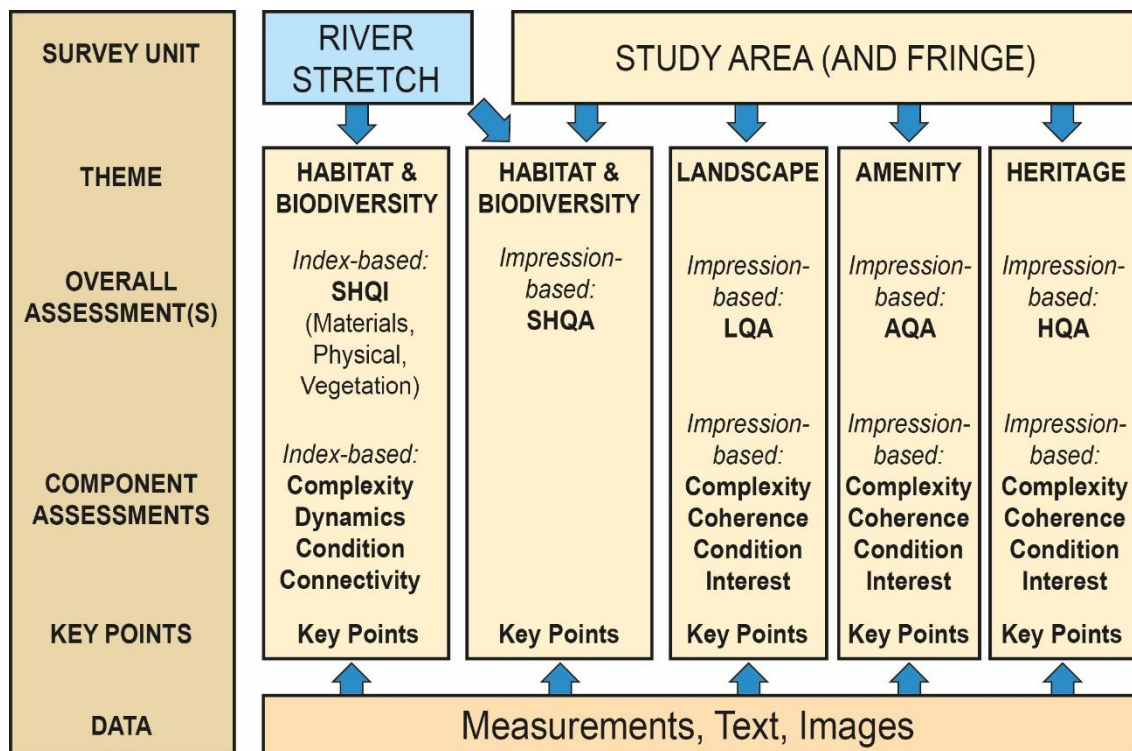 SURVEY UNIT
RIVER
STRETCH
STUDY AREA (AND FRINGE)
THEME
HABITAT &
BIODIVERSITY
HABITAT &
BIODIVERSITY
LANDSCAPE
AMENITY
HERITAGE
OVERALL
ASSESSMENT(S)
Index-based:
SHQI
(Materials,
Physical,
Vegetation)
Impression-
based:
SHQA
Impression-
based:
LQA
Impression-
based:
AQA
Impression-
based:
HQA
COMPONENT
ASSESSMENTS
Index-based:
Complexity
Dynamics
Condition
Connectivity
Impression-
based:
Complexity
Coherence
Condition
Interest
Impression-
based:
Complexity
Coherence
Condition
Interest
Impression-
based:
Complexity
Coherence
Condition
Interest
KEY POINTS
Key Points
Key Points
Key Points
Key Points
Key Points
DATA
Measurements, Text, Images